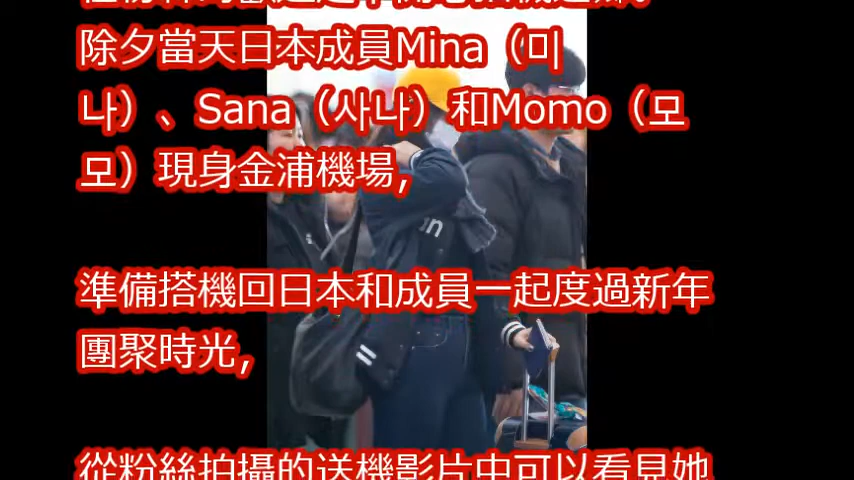 除夕當天日本成員Mina（미
나）、Sana（사나）和Momo（모
모）現身金浦機場,
準備搭機回日本和成員一起度過新年
團聚時光,
從粉絲拍攝的送機影片中可以看見她